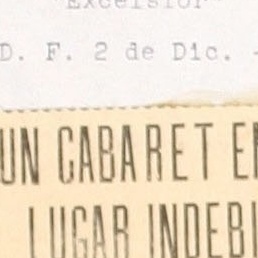 Excelsior
D. F. 2 de Dic. -
UN CABARET E
LUGAR INDEBI